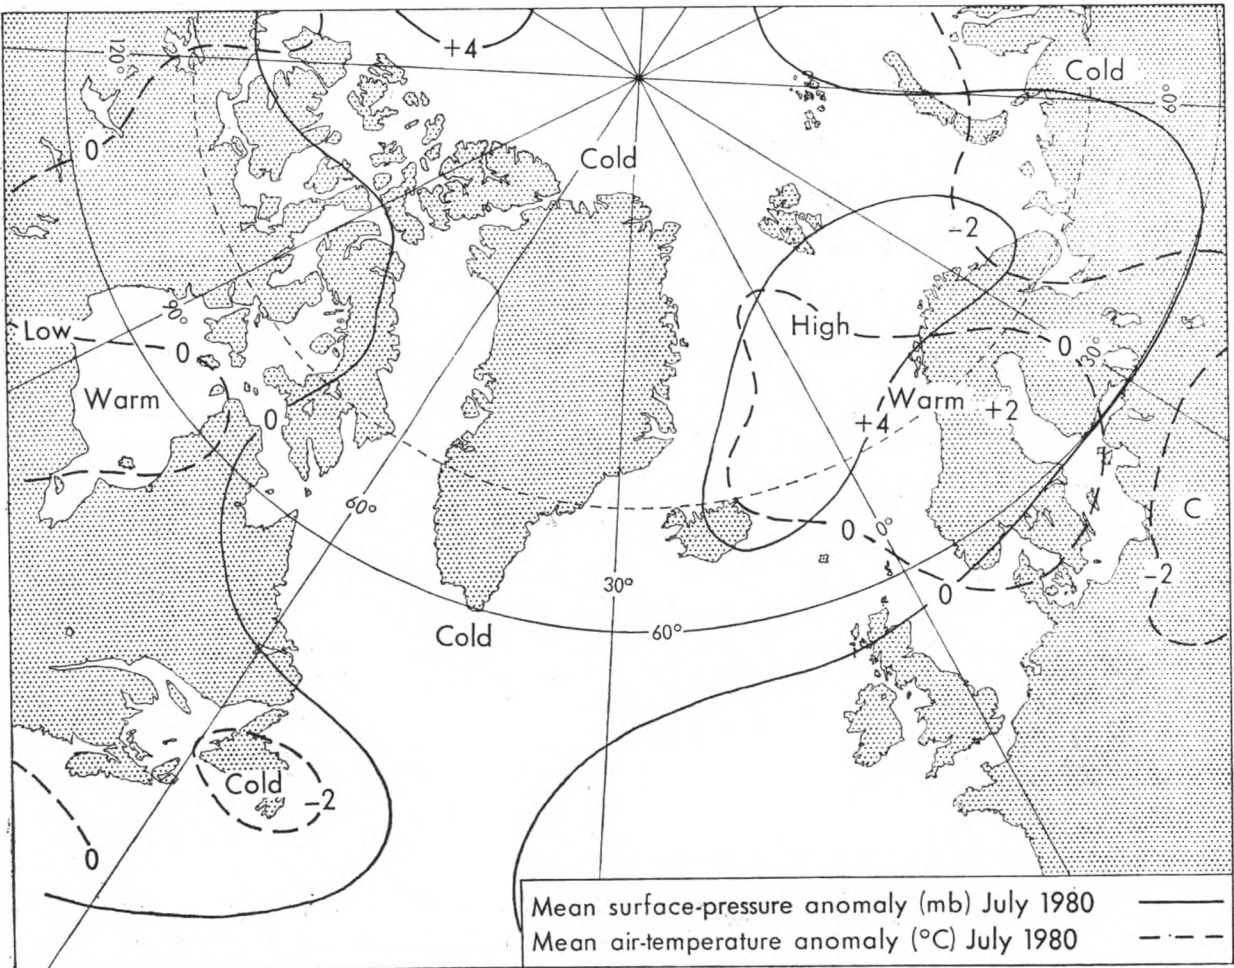 +4
120°
Cold
60°
0
Cold
-2
90°
Low
0
High
0
30°
Warm
0
Warm
+2
+4
60°
C
0
0°
30°
-2
0
60°
Cold
Cold
-2
0
Mean surface-pressure anomaly (mb) July 1980
Mean air-temperature anomaly (°C) July 1980